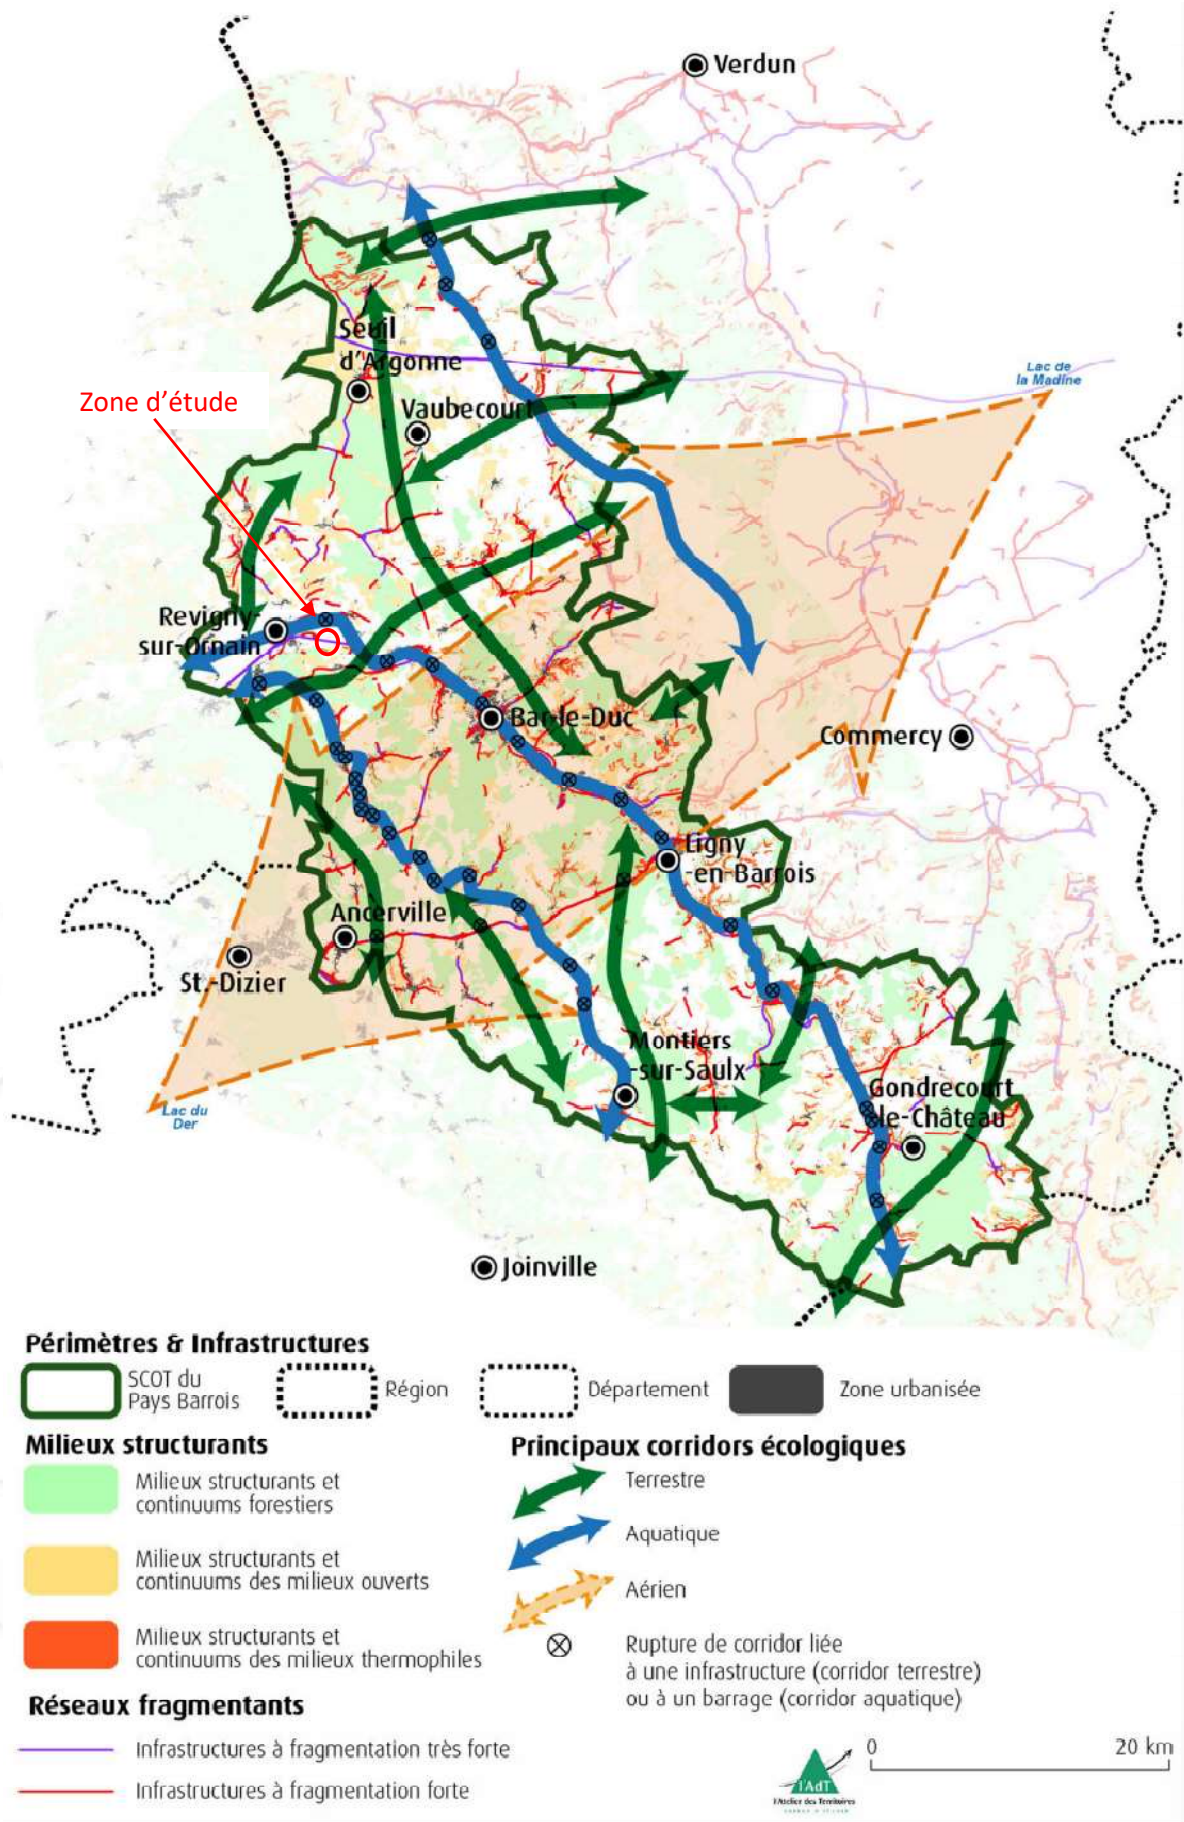 Verdun
Lac de
la Madine
Seuil
d'Argonne
Zone d'étude
Vaubecourt
Revigny-
sur-Ornain
Bar-le-Duc
Commercy
Ligny
-en-Barrois
Ancerville
St.-Dizier
Montiers
-sur-Saulx
Gondrecourt
-le-Château
Lac du
Der
Joinville
Périmètres & Infrastructures
SCOT du
Pays Barrois
Région
Département
Zone urbanisée
Milieux structurants
Milieux structurants et
continuums forestiers
Milieux structurants et
continuums des milieux ouverts
Milieux structurants et
continuums des milieux thermophiles
Réseaux fragmentants
Infrastructures à fragmentation très forte
Infrastructures à fragmentation forte
Principaux corridors écologiques
Terrestre
Aquatique
Aérien
Rupture de corridor liée
à une infrastructure (corridor terrestre)
ou à un barrage (corridor aquatique)
0 20 km
l'AdT
l'Atelier des Territoires